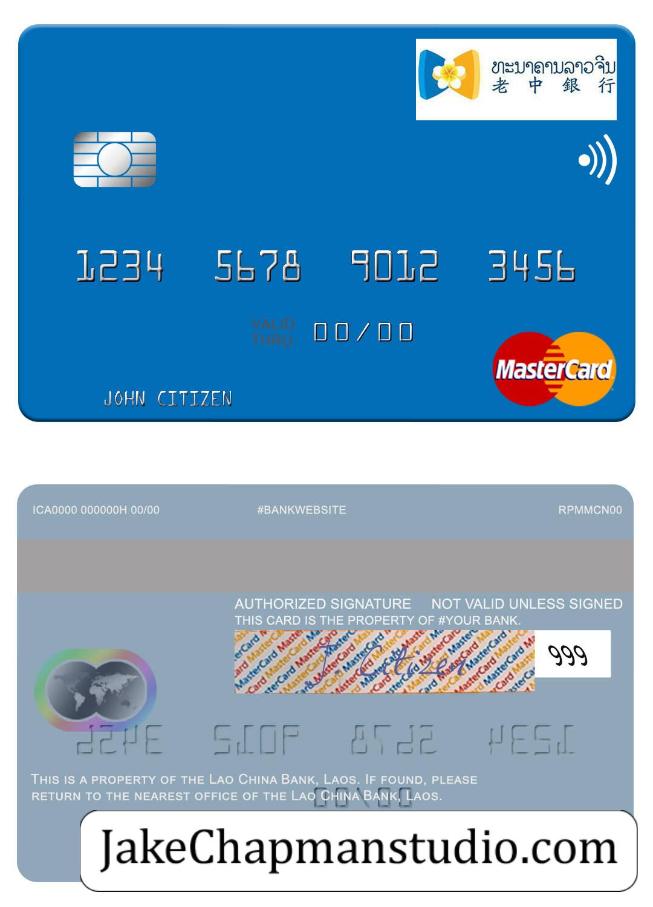 ທະນາຄານລາວຈີນ
老中銀行
1234 5678 9012 3456
VALID THRU 00/00
MasterCard
JOHN CITIZEN
ICA0000 000000H 00/00 #BANKWEBSITE RPMMCN00
AUTHORIZED SIGNATURE NOT VALID UNLESS SIGNED
THIS CARD IS THE PROPERTY OF #YOUR BANK.
MasterCard MasterCard MasterCard
999
THIS IS A PROPERTY OF THE LAO CHINA BANK, LAOS. IF FOUND, PLEASE
RETURN TO THE NEAREST OFFICE OF THE LAO CHINA BANK, LAOS.
JakeChapmanstudio.com